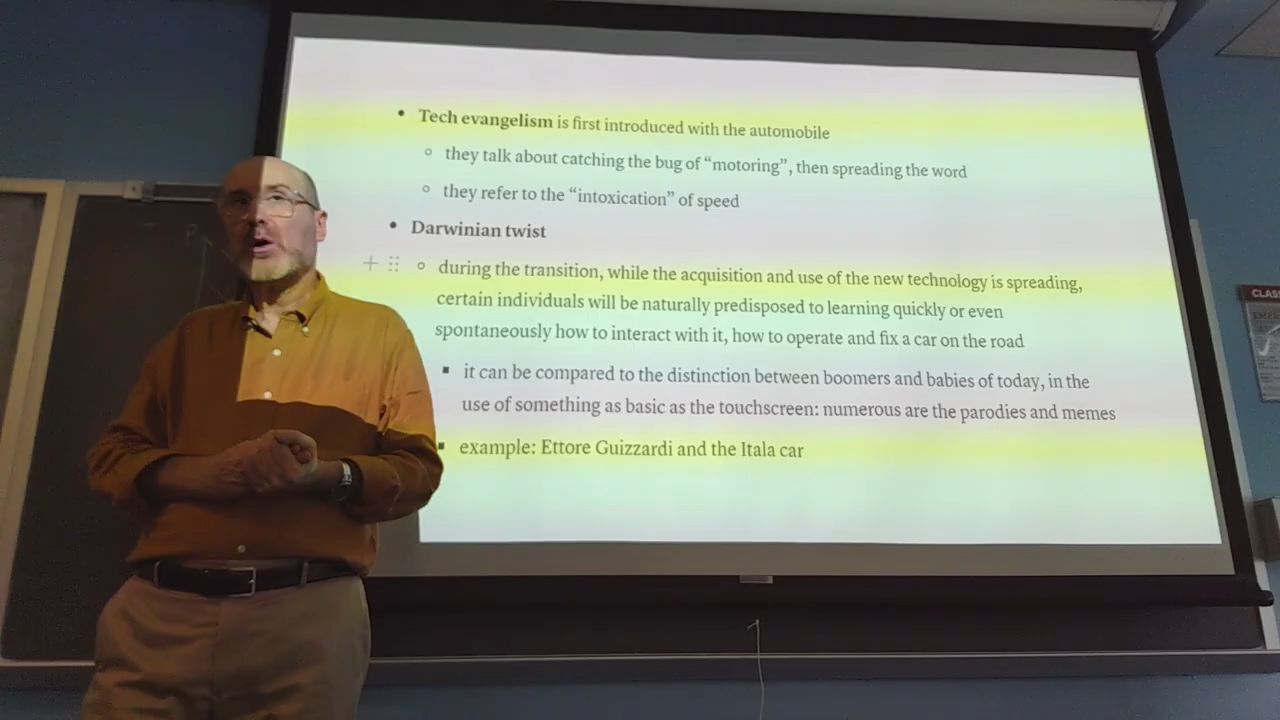 • Tech evangelism is first introduced with the automobile
◦ they talk about catching the bug of “motoring”, then spreading the word
◦ they refer to the “intoxication” of speed
• Darwinian twist
◦ during the transition, while the acquisition and use of the new technology is spreading,
certain individuals will be naturally predisposed to learning quickly or even
spontaneously how to interact with it, how to operate and fix a car on the road
▪ it can be compared to the distinction between boomers and babies of today, in the
use of something as basic as the touchscreen: numerous are the parodies and memes
▪ example: Ettore Guizzardi and the Itala car
CLASS